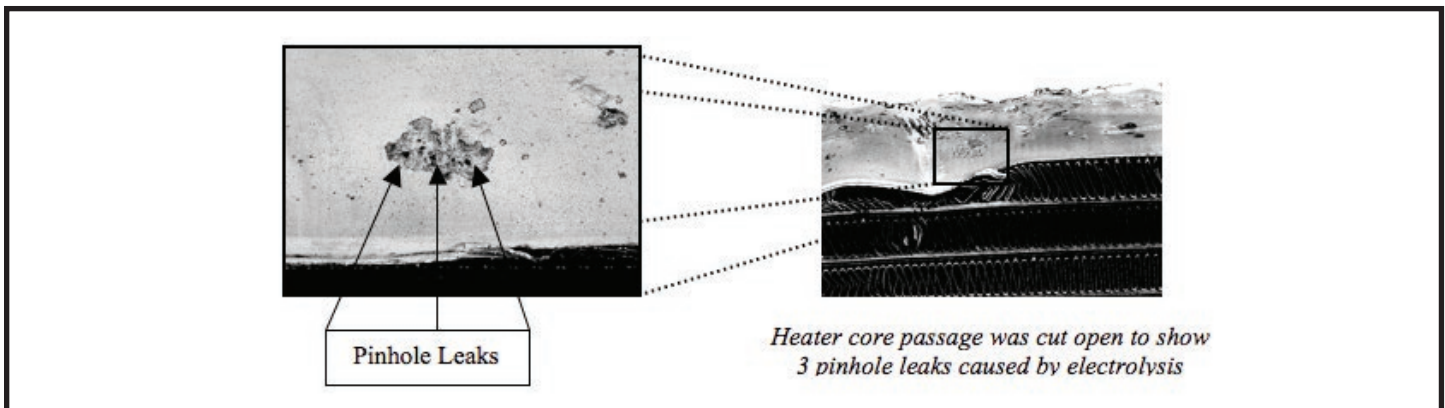 Pinhole Leaks
Heater core passage was cut open to show
3 pinhole leaks caused by electrolysis